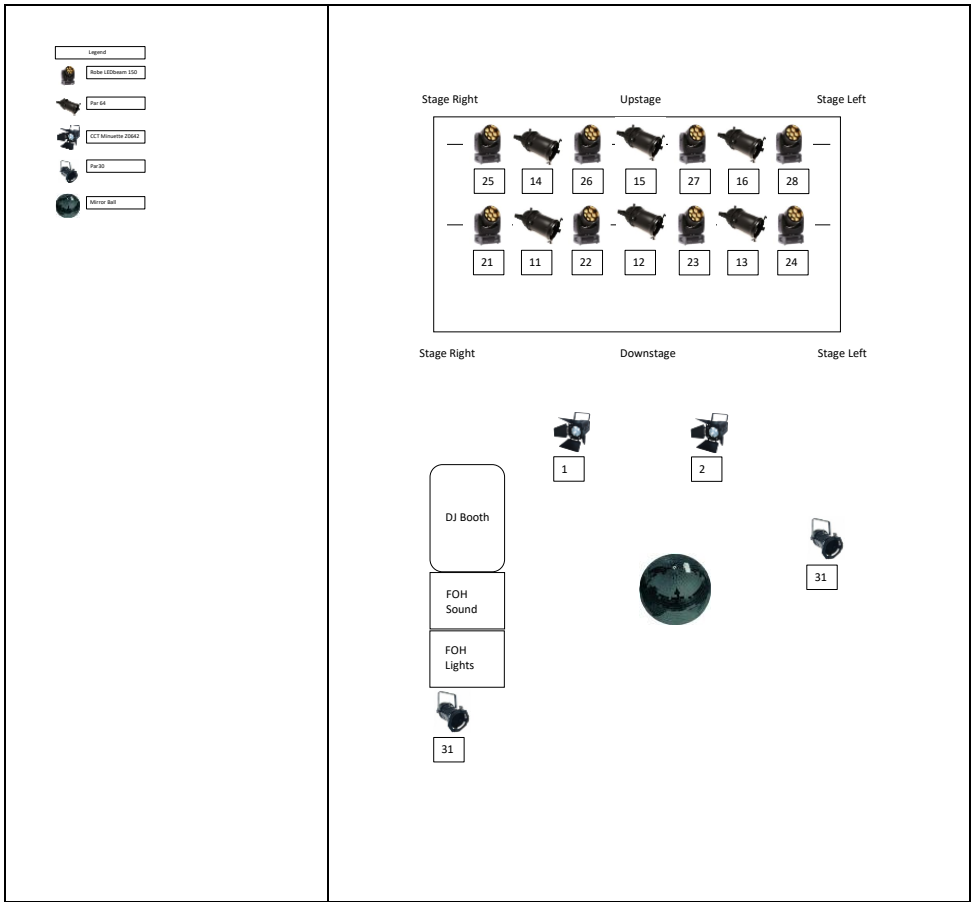 Legend
Robe LEDbeam 150
Par 64
CCT Minuette Z0642
Par30
Mirror Ball
Stage Right Upstage Stage Left
25 14 26 15 27 16 28
21 11 22 12 23 13 24
Stage Right Downstage Stage Left
1 2
DJ Booth
31
FOH
Sound
FOH
Lights
31